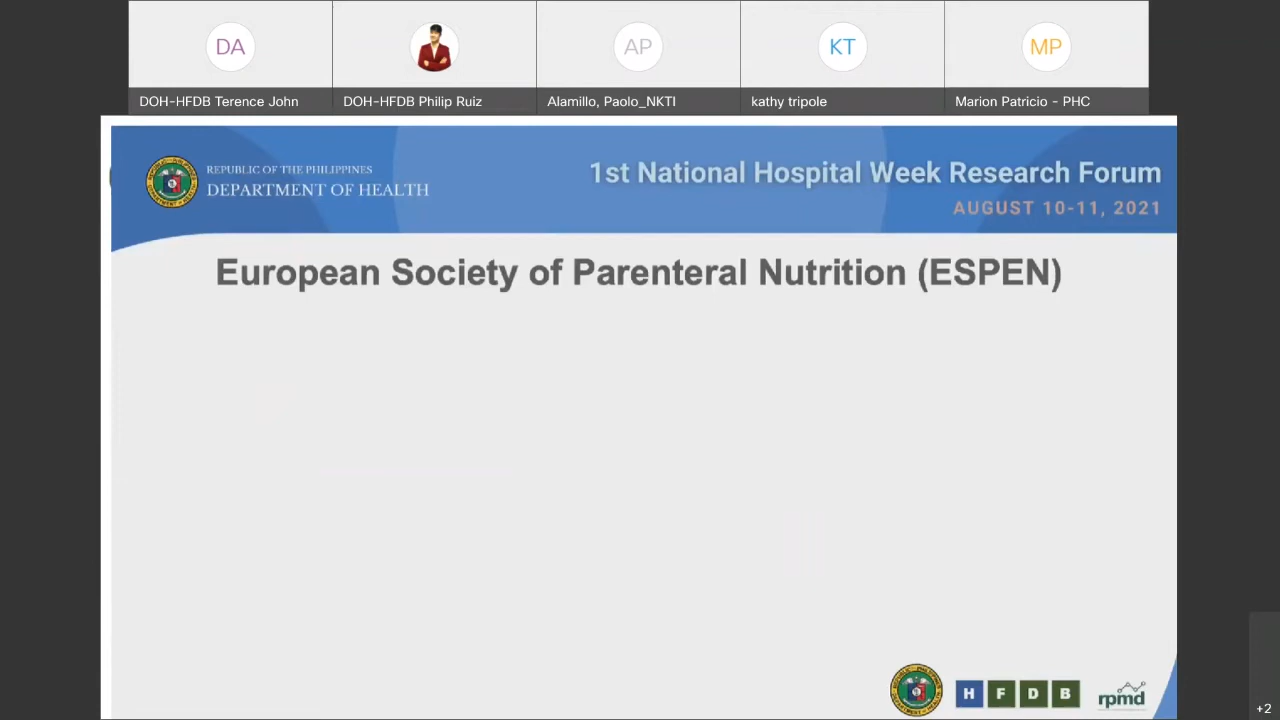 DA
AP
KT
MP
DOH-HFDB Terence John
DOH-HFDB Philip Ruiz
Alamillo, Paolo_NKTI
kathy tripole
Marion Patricio - PHC
REPUBLIC OF THE PHILIPPINES
DEPARTMENT OF HEALTH
1st National Hospital Week Research Forum
AUGUST 10-11, 2021
European Society of Parenteral Nutrition (ESPEN)
H F D B
rpmd
+2